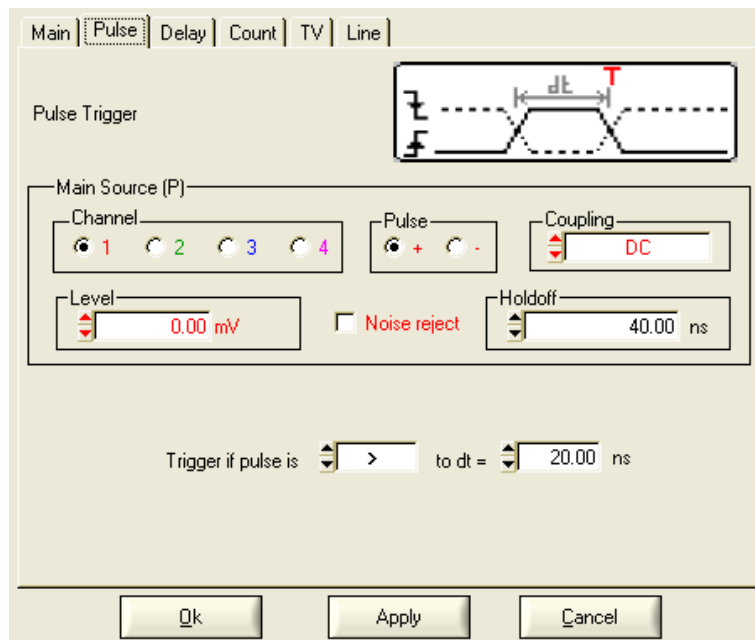 Main Pulse Delay Count TV Line
dt T
Pulse Trigger
Main Source (P)
Channel Pulse Coupling
1 2 3 4 + - DC
Level Holdoff
0.00 mV Noise reject 40.00 ns
Trigger if pulse is > to dt = 20.00 ns
Ok Apply Cancel